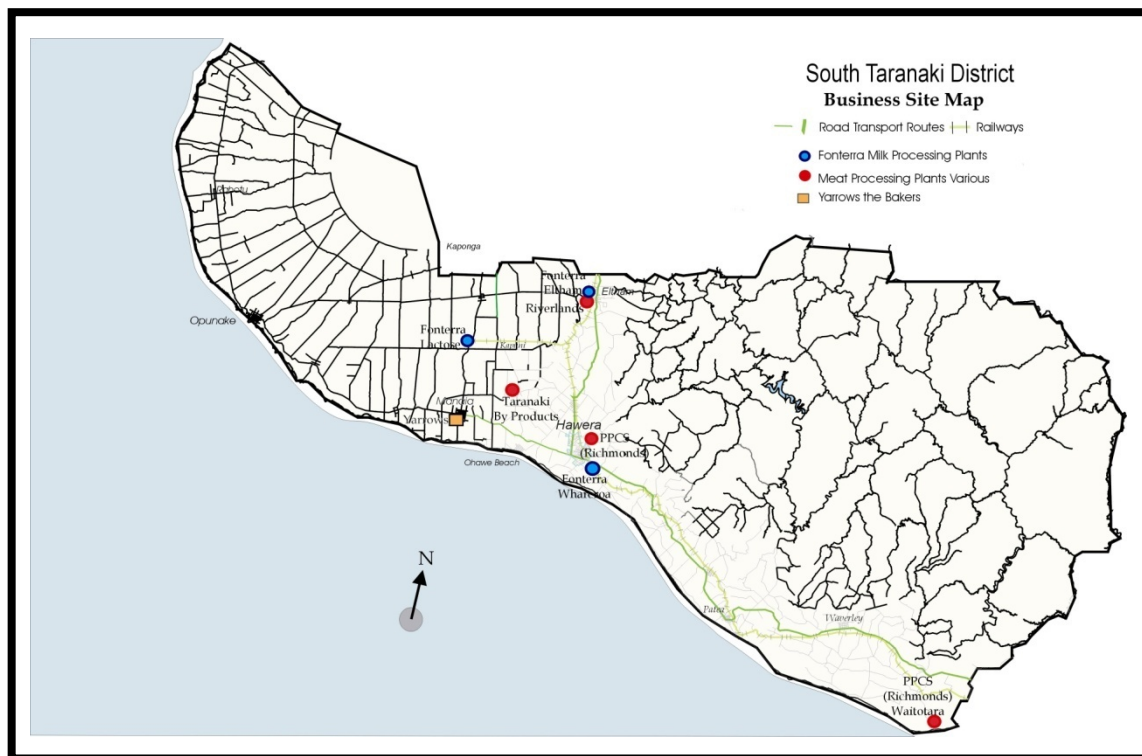 South Taranaki District
Business Site Map
Road Transport Routes
Railways
Fonterra Milk Processing Plants
Meat Processing Plants Various
Yarrows the Bakers
Rahotu
Kaponga
Fonterra
Eltham
Eltham
Riverlands
Opunake
Fonterra
Lactose
Kapuni
Manaia
Yarrows
Taranaki
By Products
Hawera
PPCS
(Richmonds)
Ohawe Beach
Fonterra
Whareroa
N
Patea
Waverley
PPCS
(Richmonds)
Waitotara